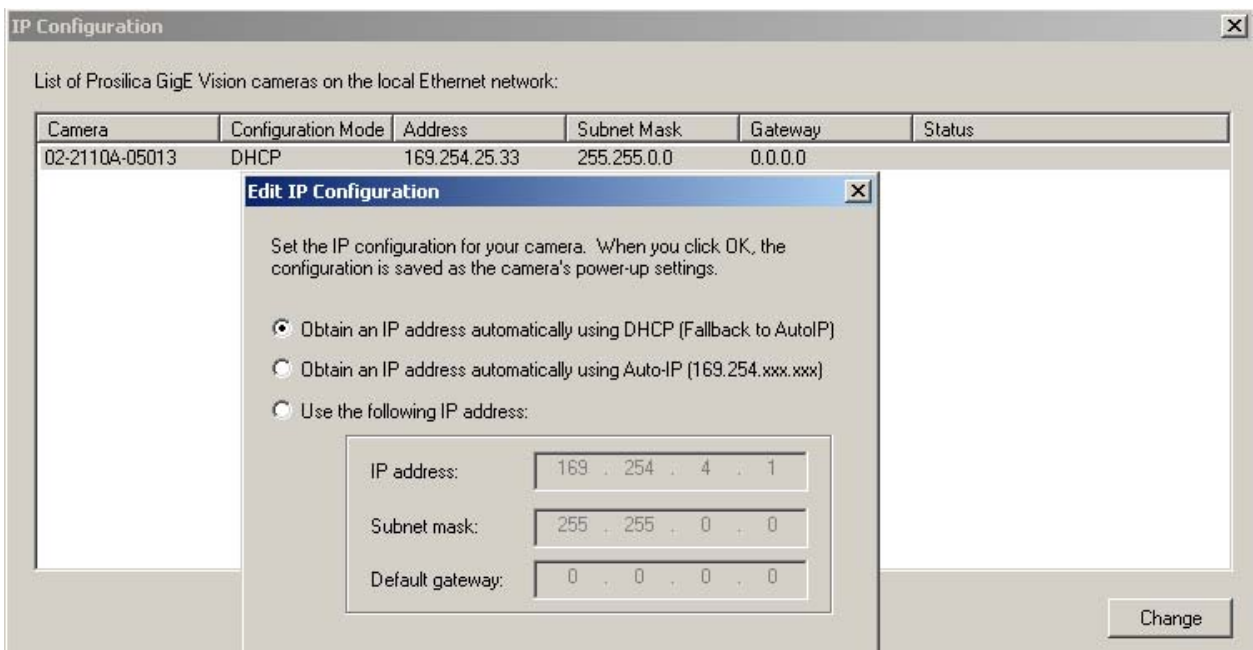 IP Configuration
List of Prosilica GigE Vision cameras on the local Ethernet network:
Camera Configuration Mode Address Subnet Mask Gateway Status
02-2110A-05013 DHCP 169.254.25.33 255.255.0.0 0.0.0.0
Edit IP Configuration
Set the IP configuration for your camera. When you click OK, the
configuration is saved as the camera's power-up settings.
Obtain an IP address automatically using DHCP (Fallback to AutoIP)
Obtain an IP address automatically using Auto-IP (169.254.xxx.xxx)
Use the following IP address:
IP address: 169 . 254 . 4 . 1
Subnet mask: 255 . 255 . 0 . 0
Default gateway: 0 . 0 . 0 . 0
Change